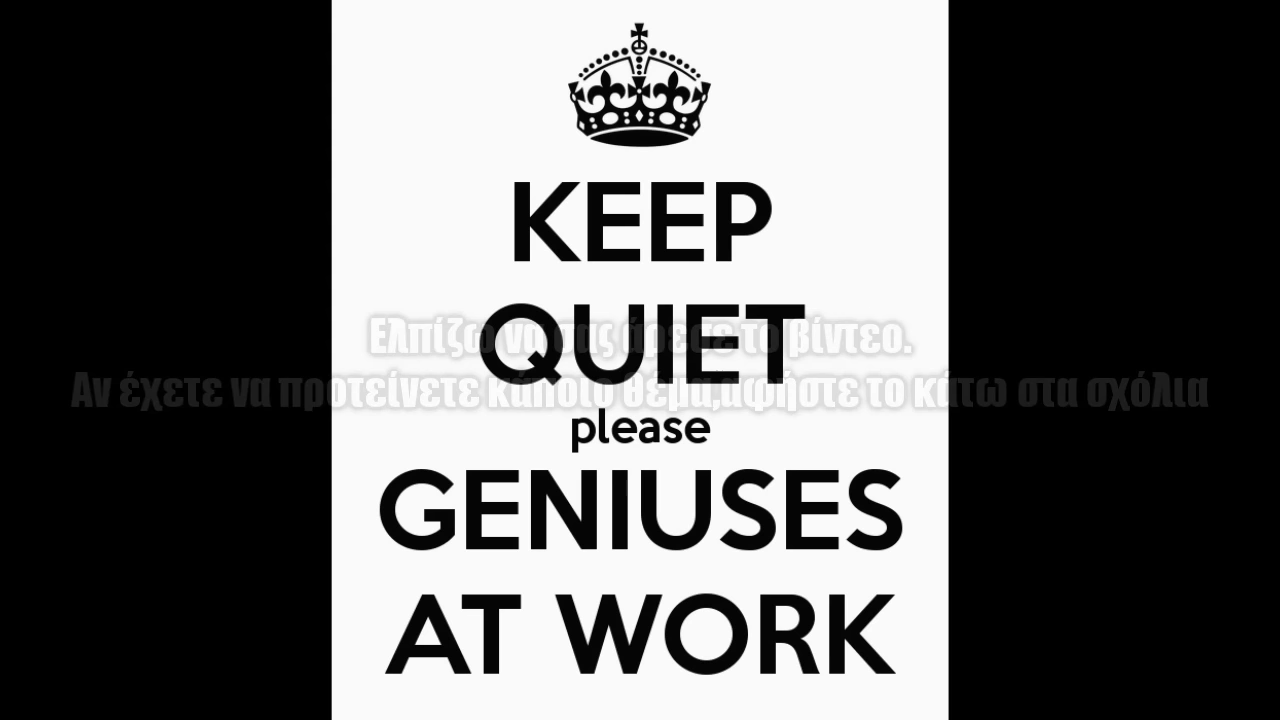 KEEP
QUIET
Ελπίζω να σας άρεσε το βίντεο.
Αν έχετε να προτείνετε κάποιο θέμα,αφήστε το κάτω στα σχόλια
please
GENIUSES
AT WORK